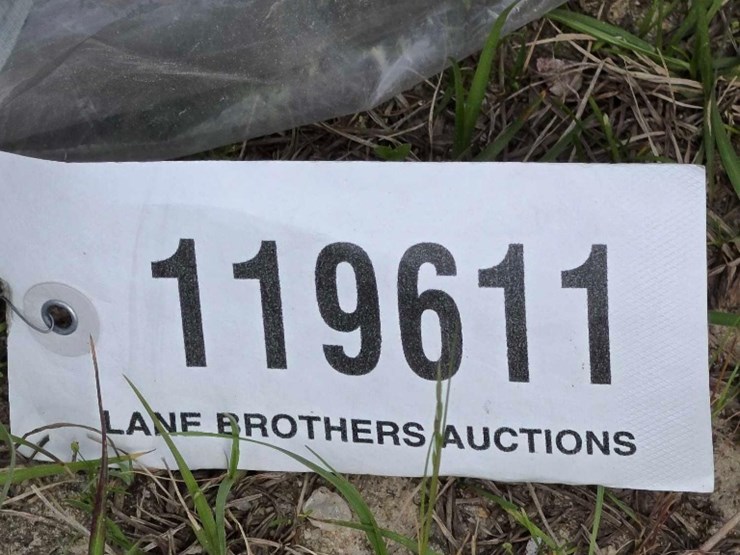 119611
LANE BROTHERS AUCTIONS